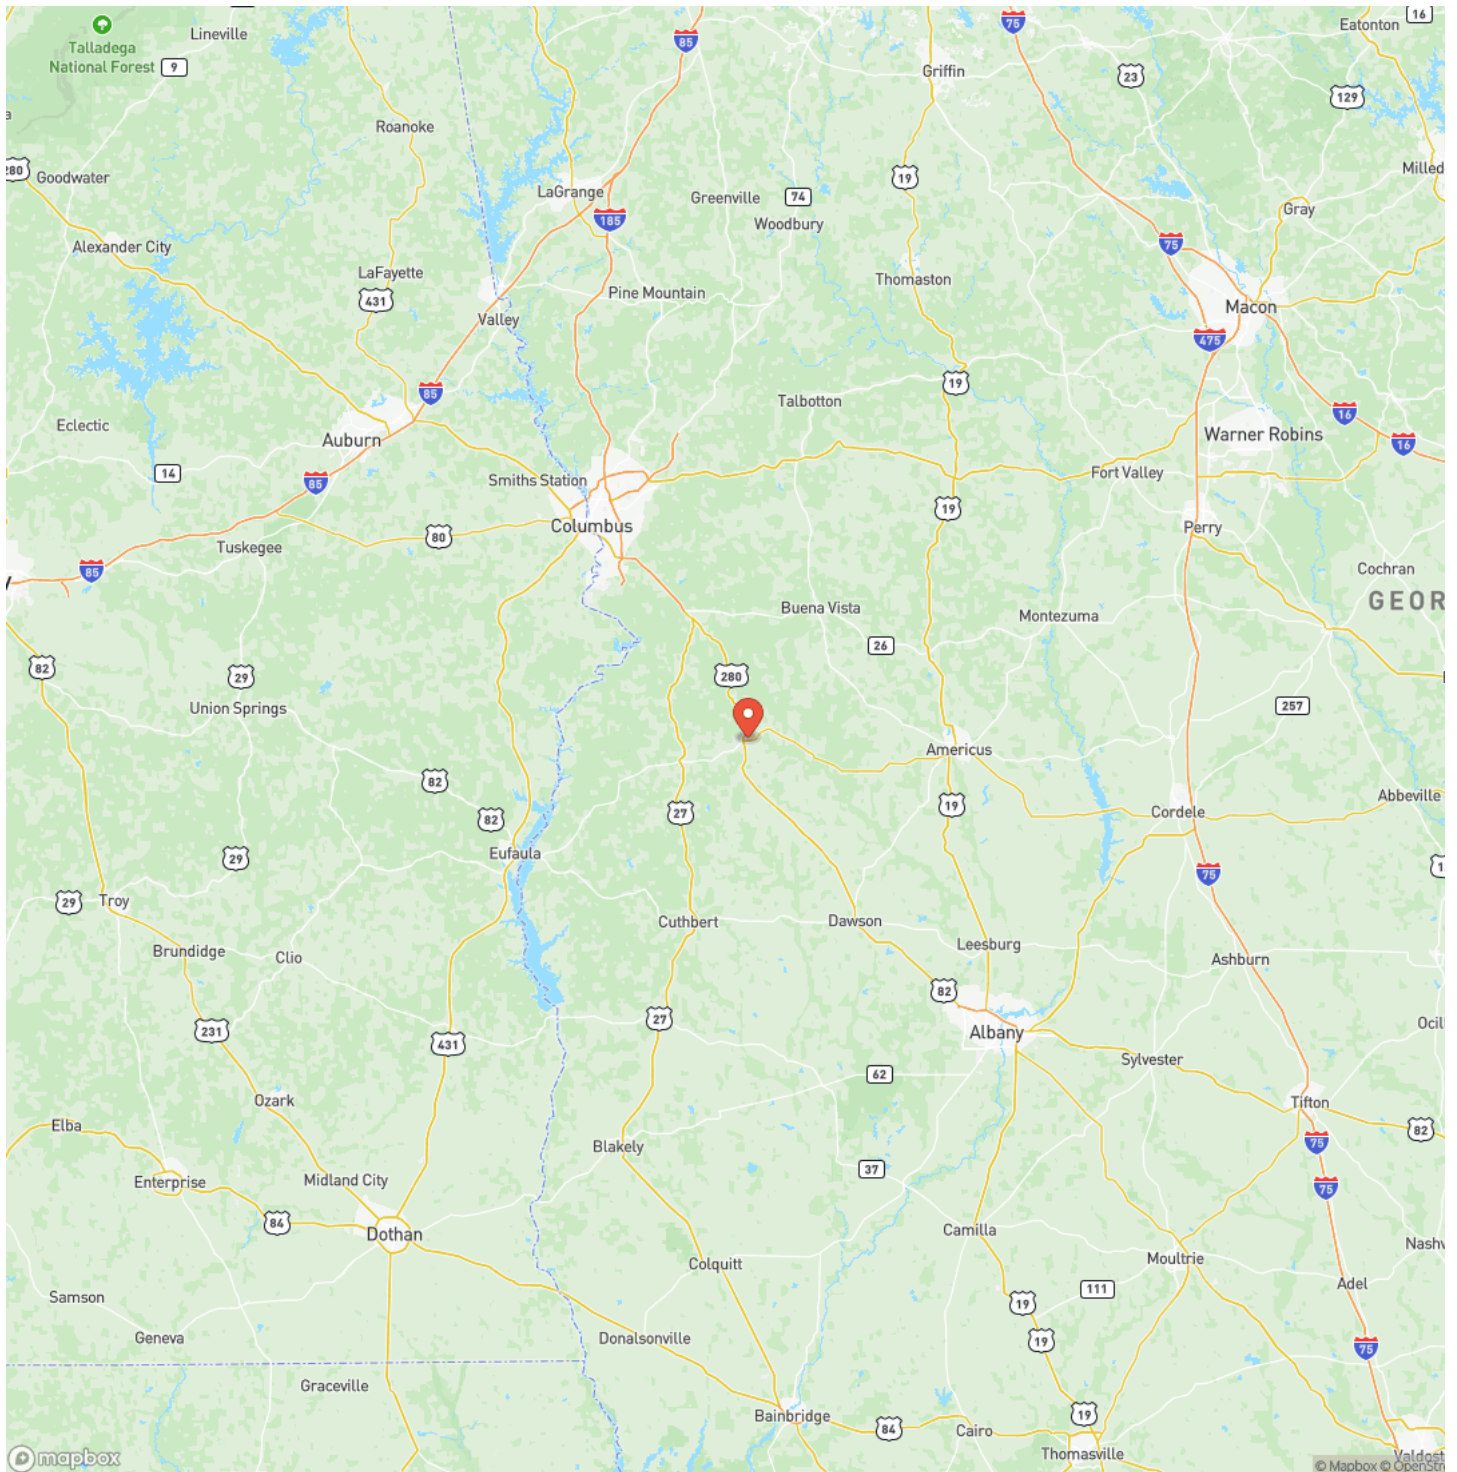 16
75
85
Eatonton
Lineville
Talladega
National Forest
9
Griffin
23
129
Roanoke
280
Goodwater
19
Milled
LaGrange
Greenville
74
185
Woodbury
Gray
Alexander City
75
LaFayette
431
Thomaston
Pine Mountain
Valley
Macon
475
85
19
Talbotton
16
Eclectic
Auburn
Warner Robins
16
14
85
Smiths Station
Fort Valley
19
Columbus
Perry
80
Tuskegee
85
Cochran
GEOR
Buena Vista
Montezuma
26
82
29
280
Union Springs
257
Americus
82
19
82
27
Cordele
Abbeville
Eufaula
29
75
29
Troy
Cuthbert
Dawson
Leesburg
Brundidge
Clio
Ashburn
82
27
231
431
Albany
Ocil
Sylvester
62
Ozark
Tifton
Elba
82
75
Blakely
37
Enterprise
Midland City
75
84
Dothan
Camilla
Nashv
Moultrie
Colquitt
Adel
111
Samson
19
Geneva
Donalsonville
19
75
Graceville
Bainbridge
19
84
Cairo
Thomasville
Valdost
mapbox
© Mapbox © OpenStre